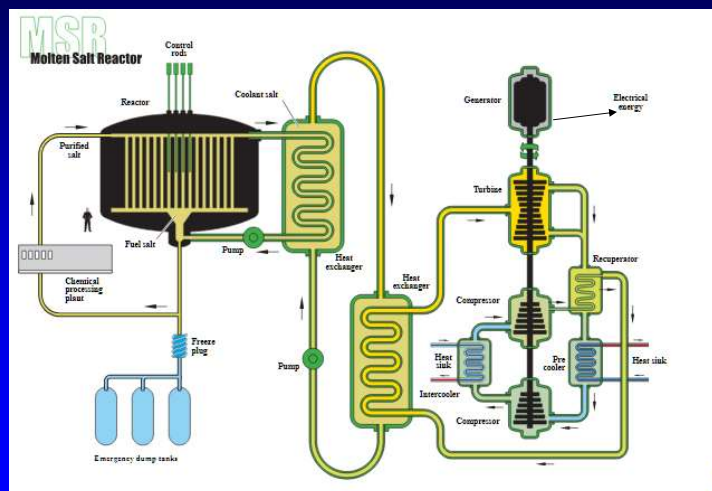 MSR
Molten Salt Reactor
Control
rods
Reactor
Coolant salt
Generator
Electrical
energy
Purified
salt
Turbine
Fuel salt
Pump
Heat
exchanger
Recuperator
Chemical
processing
plant
Heat
exchanger
Compressor
Freeze
plug
Pump
Heat
sink
Pre
cooler
Heat sink
Intercooler
Compressor
Emergency dump tanks